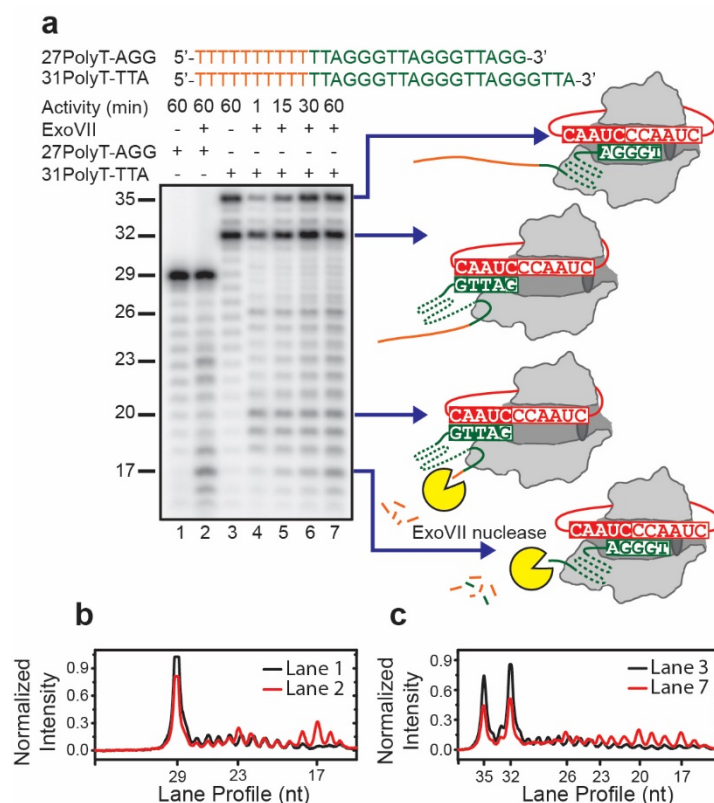 a
27PolyT-AGG 5'-TTTTTTTTTTTTAGGGTTAGGGTTAGG-3'
31PolyT-TTA 5'-TTTTTTTTTTTTAGGGTTAGGGTTAGGGTTA-3'
Activity (min) 60 60 60 1 15 30 60
ExoVII - + - + + + +
27PolyT-AGG + +
31PolyT-TTA + + + + +
35
32
29
26
23
20
17
1 2 3 4 5 6 7
CAAUCCCAAUC
AGGGT
CAAUCCCAAUC
GTTAG
CAAUCCCAAUC
GTTAG
ExoVII nuclease
CAAUCCCAAUC
AGGGT
b
Normalized
Intensity
0.9
0.6
0.3
0.0
Lane 1
Lane 2
29 23 17
Lane Profile (nt)
c
Normalized
Intensity
0.9
0.6
0.3
0.0
Lane 3
Lane 7
35 32 26 23 20 17
Lane Profile (nt)